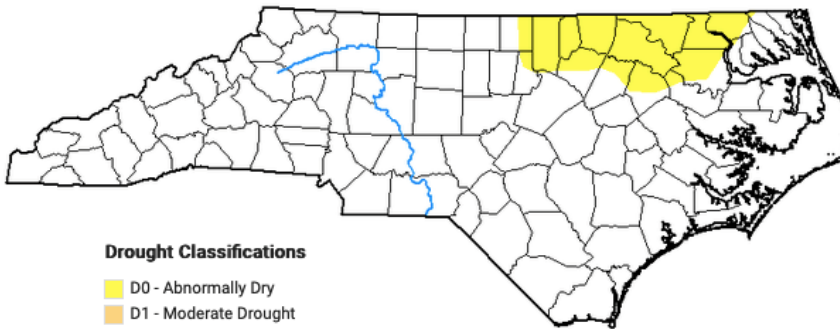 Drought Classifications
D0 - Abnormally Dry
D1 - Moderate Drought